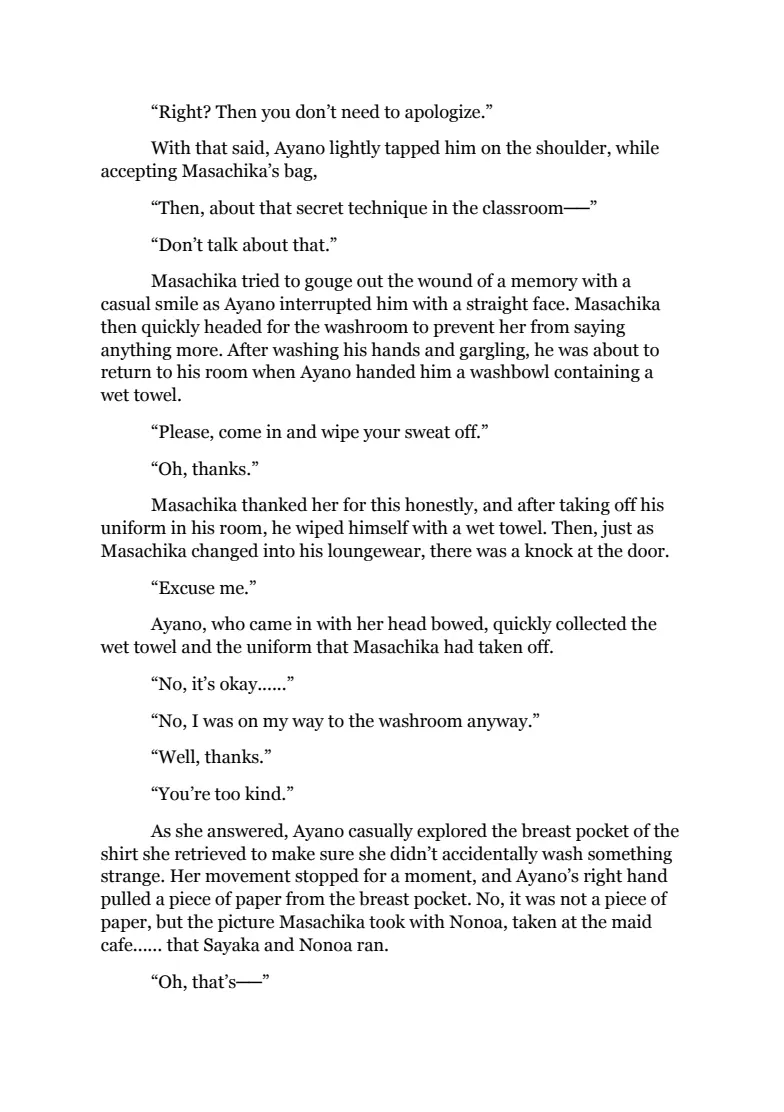 “Right? Then you don’t need to apologize.”
With that said, Ayano lightly tapped him on the shoulder, while
accepting Masachika’s bag,
“Then, about that secret technique in the classroom──”
“Don’t talk about that.”
Masachika tried to gouge out the wound of a memory with a
casual smile as Ayano interrupted him with a straight face. Masachika
then quickly headed for the washroom to prevent her from saying
anything more. After washing his hands and gargling, he was about to
return to his room when Ayano handed him a washbowl containing a
wet towel.
“Please, come in and wipe your sweat off.”
“Oh, thanks.”
Masachika thanked her for this honestly, and after taking off his
uniform in his room, he wiped himself with a wet towel. Then, just as
Masachika changed into his loungewear, there was a knock at the door.
“Excuse me.”
Ayano, who came in with her head bowed, quickly collected the
wet towel and the uniform that Masachika had taken off.
“No, it’s okay......”
“No, I was on my way to the washroom anyway.”
“Well, thanks.”
“You’re too kind.”
As she answered, Ayano casually explored the breast pocket of the
shirt she retrieved to make sure she didn’t accidentally wash something
strange. Her movement stopped for a moment, and Ayano’s right hand
pulled a piece of paper from the breast pocket. No, it was not a piece of
paper, but the picture Masachika took with Nonoa, taken at the maid
cafe...... that Sayaka and Nonoa ran.
“Oh, that’s──”